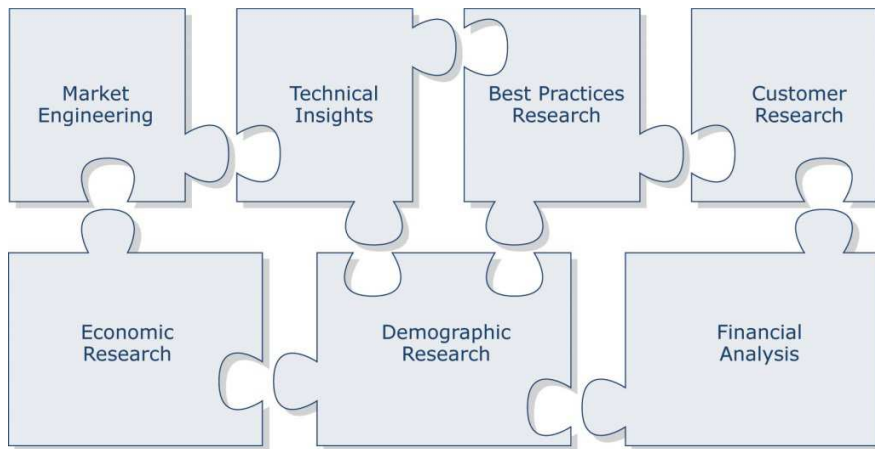 Market
Engineering
Technical
Insights
Best Practices
Research
Customer
Research
Economic
Research
Demographic
Research
Financial
Analysis